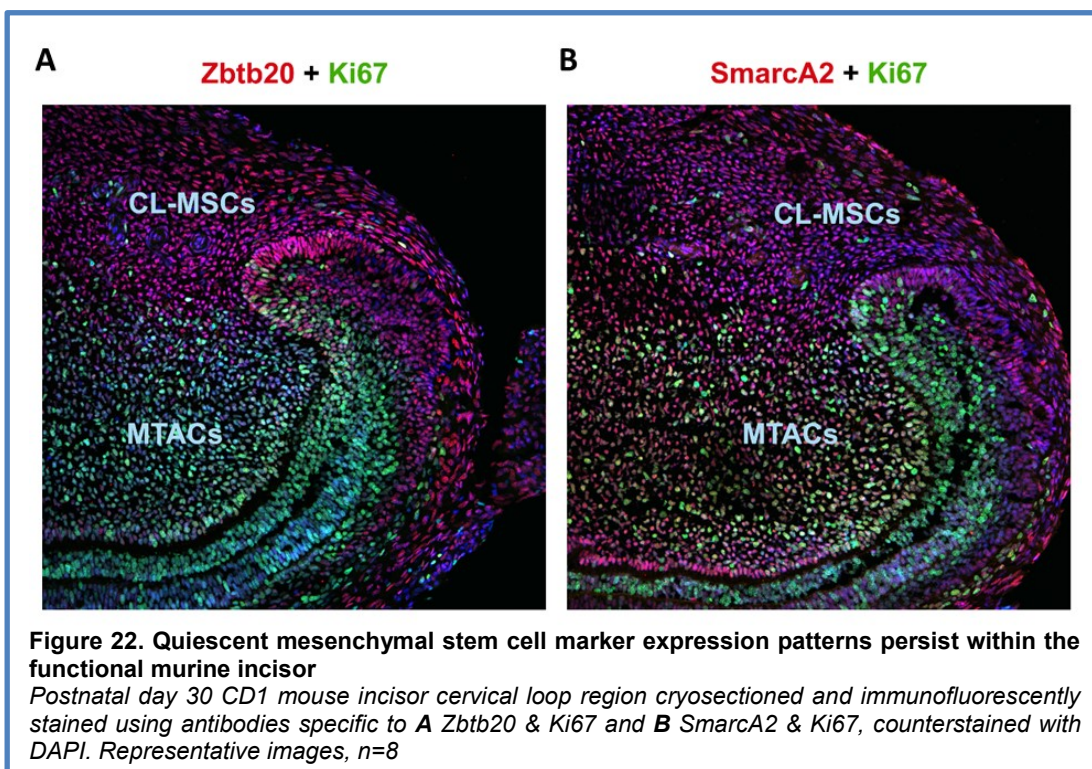 A
Zbtb20 + Ki67
B
SmarcA2 + Ki67
CL-MSCs
CL-MSCs
MTACs
MTACs
Figure 22. Quiescent mesenchymal stem cell marker expression patterns persist within the
functional murine incisor
Postnatal day 30 CD1 mouse incisor cervical loop region cryosectioned and immunofluorescently
stained using antibodies specific to A Zbtb20 & Ki67 and B SmarcA2 & Ki67, counterstained with
DAPI. Representative images, n=8